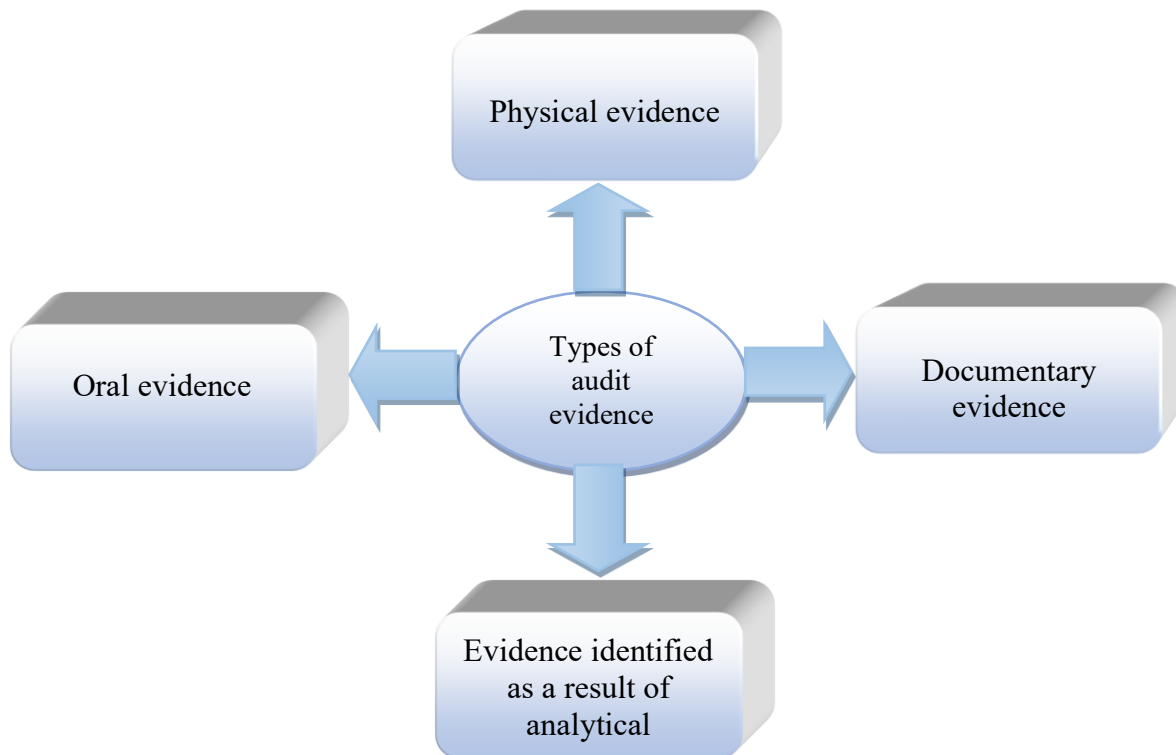 Physical evidence
Oral evidence
Types of
audit
evidence
Documentary
evidence
Evidence identified
as a result of
analytical